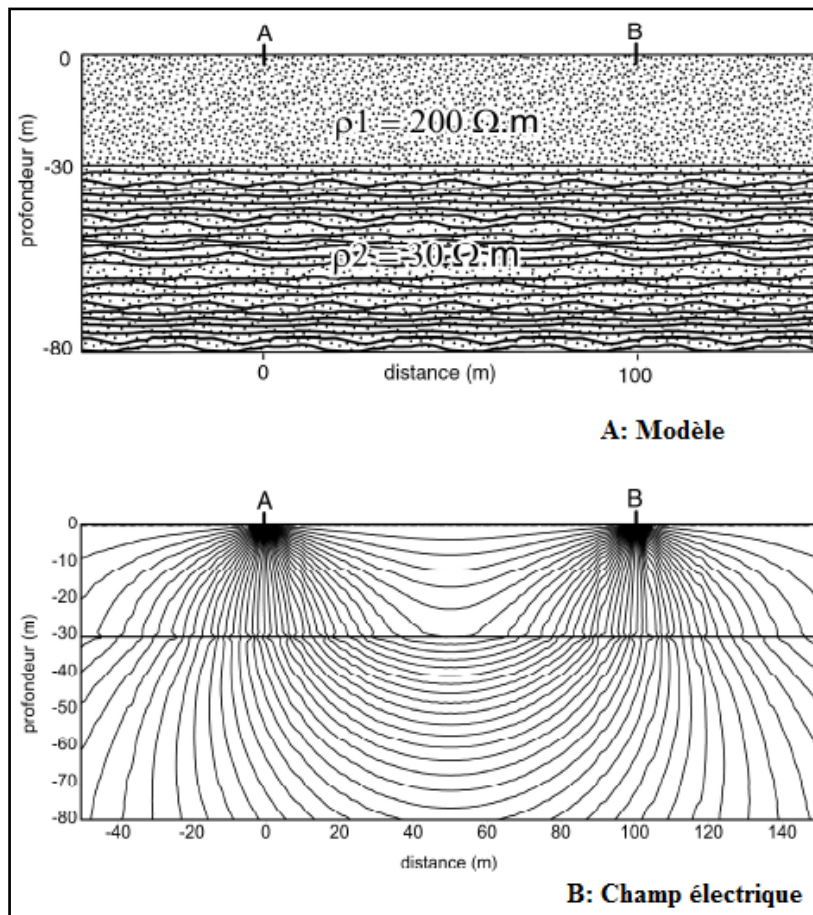 A B
0
ρ1 = 200 Ω.m
-30
ρ2 = 30 Ω.m
-80
profondeur (m)
0 distance (m) 100
A: Modèle
A B
0
-10
-20
-30
-40
-50
-60
-70
-80
profondeur (m)
-40 -20 0 20 40 60 80 100 120 140
distance (m)
B: Champ électrique